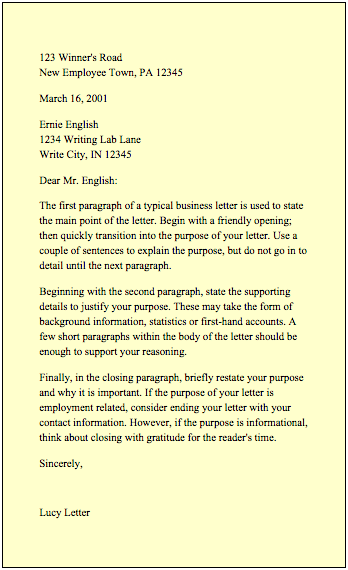 123 Winner's Road
New Employee Town, PA 12345
March 16, 2001
Ernie English
1234 Writing Lab Lane
Write City, IN 12345
Dear Mr. English:
The first paragraph of a typical business letter is used to state
the main point of the letter. Begin with a friendly opening;
then quickly transition into the purpose of your letter. Use a
couple of sentences to explain the purpose, but do not go in to
detail until the next paragraph.
Beginning with the second paragraph, state the supporting
details to justify your purpose. These may take the form of
background information, statistics or first-hand accounts. A
few short paragraphs within the body of the letter should be
enough to support your reasoning.
Finally, in the closing paragraph, briefly restate your purpose
and why it is important. If the purpose of your letter is
employment related, consider ending your letter with your
contact information. However, if the purpose is informational,
think about closing with gratitude for the reader's time.
Sincerely,
Lucy Letter